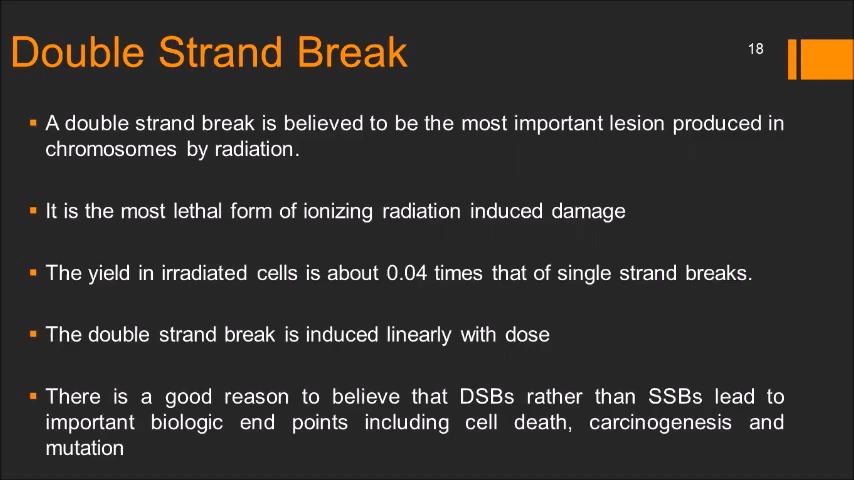 Double Strand Break
18
▪ A double strand break is believed to be the most important lesion produced in
chromosomes by radiation.
▪ It is the most lethal form of ionizing radiation induced damage
▪ The yield in irradiated cells is about 0.04 times that of single strand breaks.
▪ The double strand break is induced linearly with dose
▪ There is a good reason to believe that DSBs rather than SSBs lead to
important biologic end points including cell death, carcinogenesis and
mutation